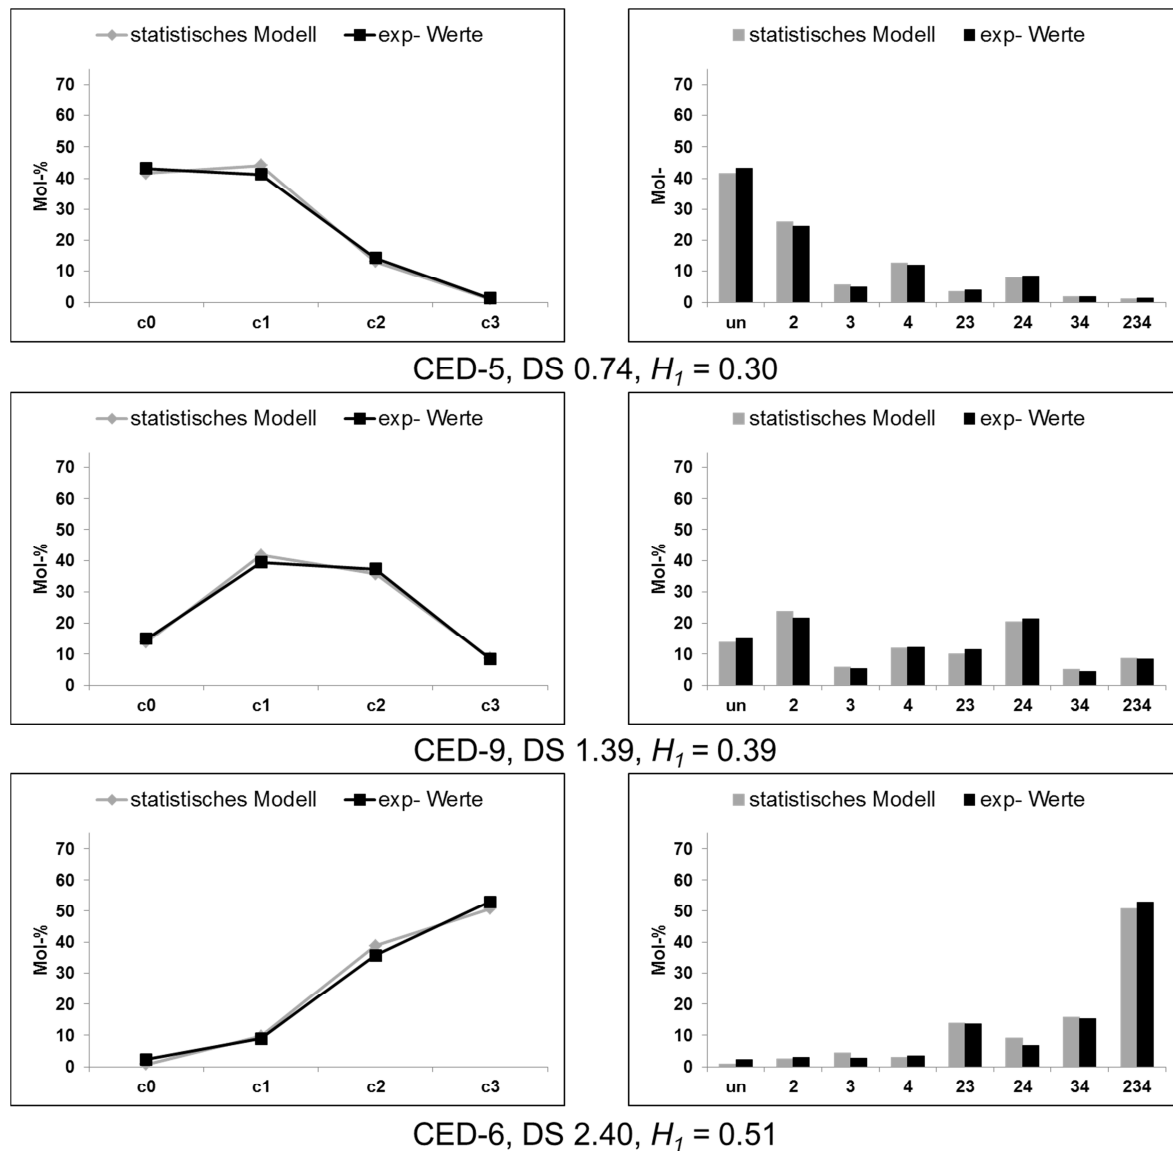 statistisches Modell exp- Werte
70
60
50
40
30
20
10
0
Mol-%
c0 c1 c2 c3
statistisches Modell exp- Werte
70
60
50
40
30
20
10
0
Mol-
un 2 3 4 23 24 34 234
CED-5, DS 0.74, H1 = 0.30
statistisches Modell exp- Werte
70
60
50
40
30
20
10
0
Mol-%
c0 c1 c2 c3
statistisches Modell exp- Werte
70
60
50
40
30
20
10
0
Mol-%
un 2 3 4 23 24 34 234
CED-9, DS 1.39, H1 = 0.39
statistisches Modell exp- Werte
70
60
50
40
30
20
10
0
Mol-%
c0 c1 c2 c3
statistisches Modell exp- Werte
70
60
50
40
30
20
10
0
Mol-%
un 2 3 4 23 24 34 234
CED-6, DS 2.40, H1 = 0.51